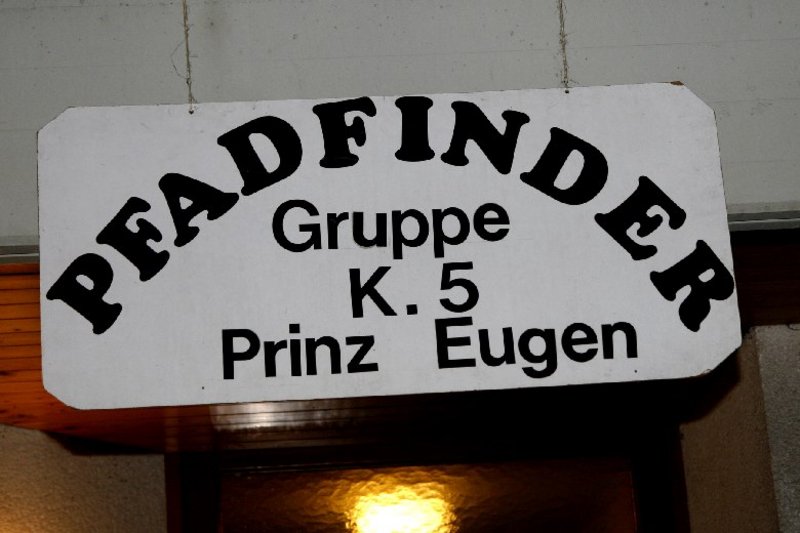 PFADFINDER
Gruppe
K. 5
Prinz Eugen